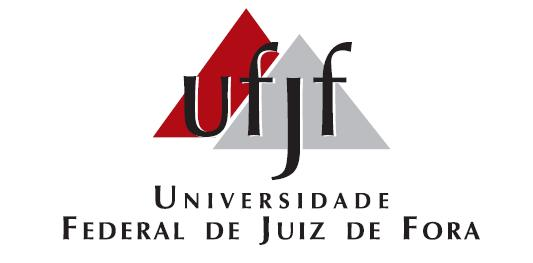 ufjf
UNIVERSIDADE
FEDERAL DE JUIZ DE FORA